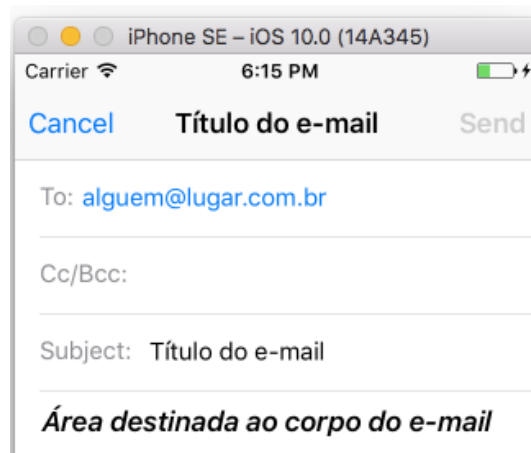 iPhone SE – iOS 10.0 (14A345)
Carrier 6:15 PM
Cancel Título do e-mail Send
To: alguem@lugar.com.br
Cc/Bcc:
Subject: Título do e-mail
Área destinada ao corpo do e-mail